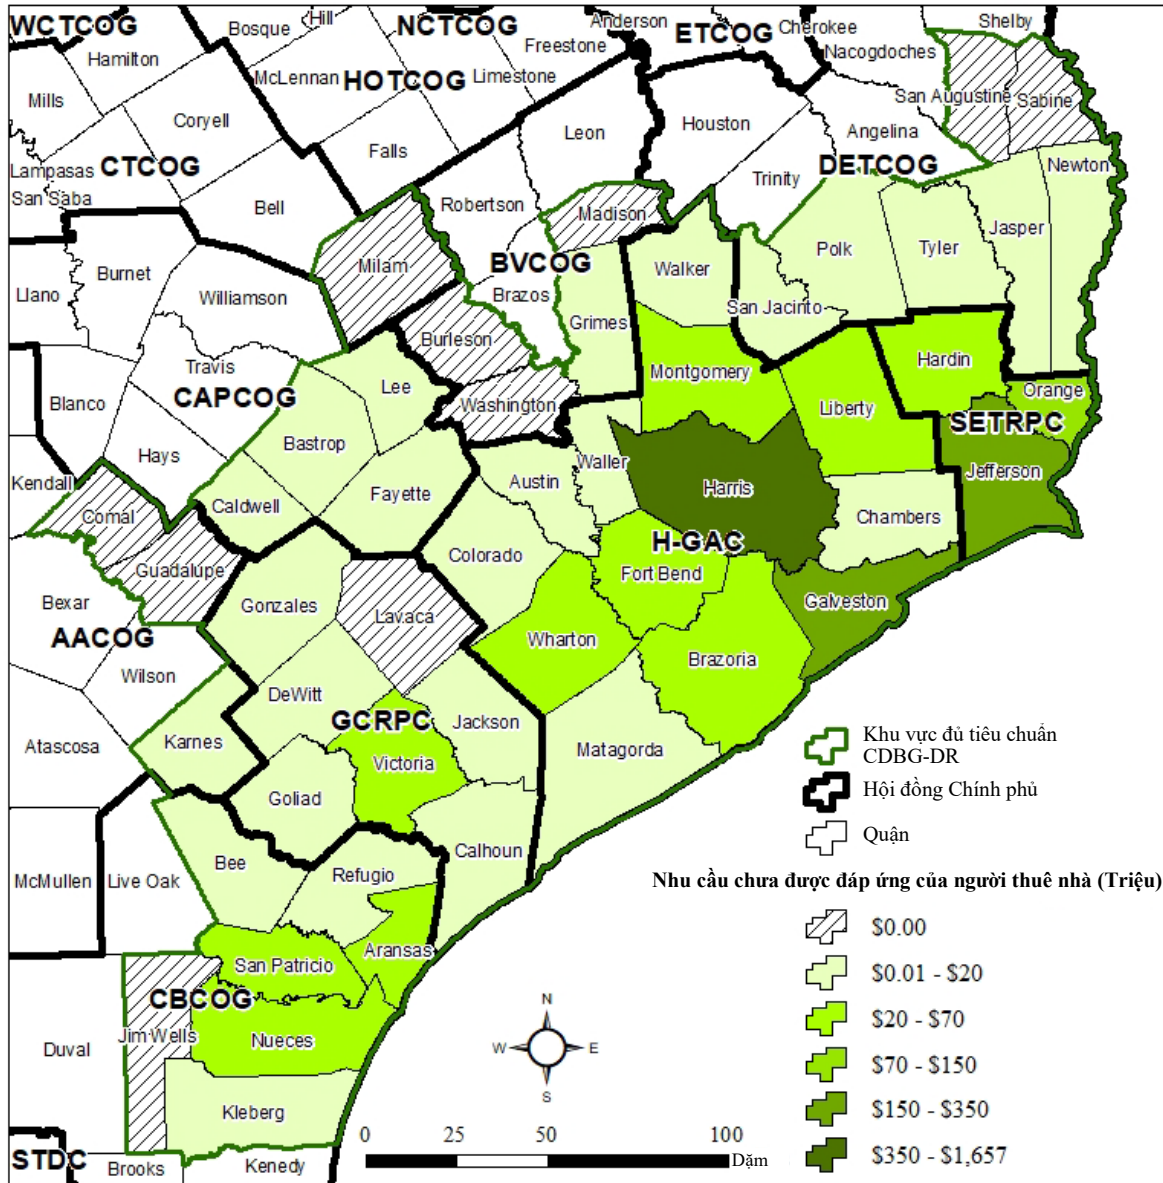 WCTCOG
Hill
Bosque
NCTCOG
Anderson
ETCOG
Cherokee
Shelby
Hamilton
Freestone
Nacogdoches
McLennan
HOTCOG
Limestone
Mills
San Augustine
Sabine
Coryell
Leon
Houston
Angelina
Falls
Lampasas
CTCOG
DETCOG
Newton
San Saba
Trinity
Bell
Robertson
Madison
Jasper
Polk
Tyler
Burnet
Milam
BVCOG
Walker
Llano
Williamson
Brazos
San Jacinto
Grimes
Burleson
Hardin
Travis
Montgomery
Lee
Orange
Blanco
CAPCOG
Washington
Liberty
SETRPC
Bastrop
Hays
Waller
Jefferson
Kendall
Austin
Fayette
Harris
Caldwell
Comal
Chambers
H-GAC
Colorado
Guadalupe
Fort Bend
Bexar
Gonzales
Lavaca
Galveston
AACOG
Wharton
Brazoria
Wilson
DeWitt
GCRPC
Jackson
Karnes
Atascosa
Matagorda
Victoria
Goliad
Calhoun
Bee
Refugio
McMullen
Live Oak
Aransas
San Patricio
CBCOG
Jim Wells
Nueces
Duval
Kleberg
STDC
Brooks
Kenedy
Khu vực đủ tiêu chuẩn
CDBG-DR
Hội đồng Chính phủ
Quận
Nhu cầu chưa được đáp ứng của người thuê nhà (Triệu)
$0.00
$0.01 - $20
$20 - $70
$70 - $150
$150 - $350
$350 - $1,657
N
W
E
S
0
25
50
100
Dặm